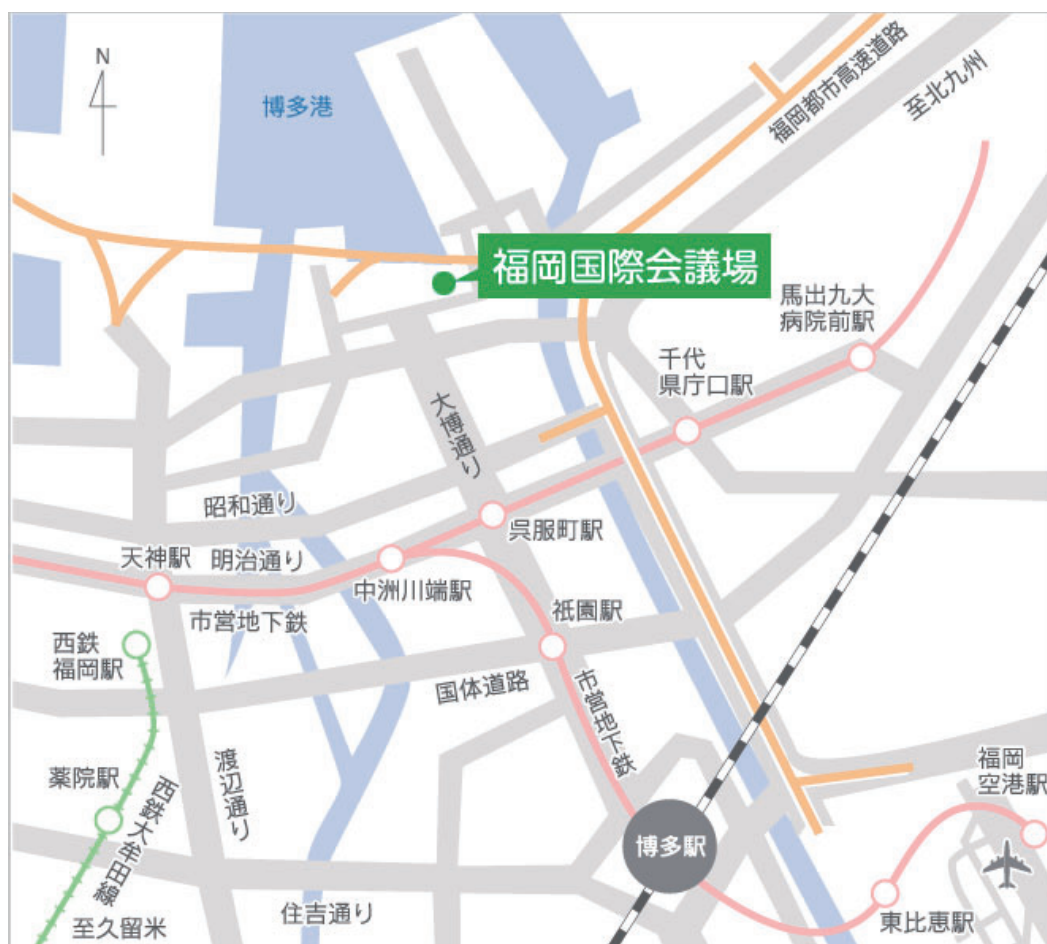 N
博多港
福岡都市高速道路
至北九州
福岡国際会議場
馬出九大
病院前駅
千代
県庁口駅
大博通り
昭和通り
呉服町駅
天神駅
明治通り
中洲川端駅
市営地下鉄
祇園駅
西鉄
福岡駅
国体道路
市営地下鉄
渡辺通り
福岡
空港駅
薬院駅
西鉄大牟田線
博多駅
住吉通り
東比恵駅
至久留米